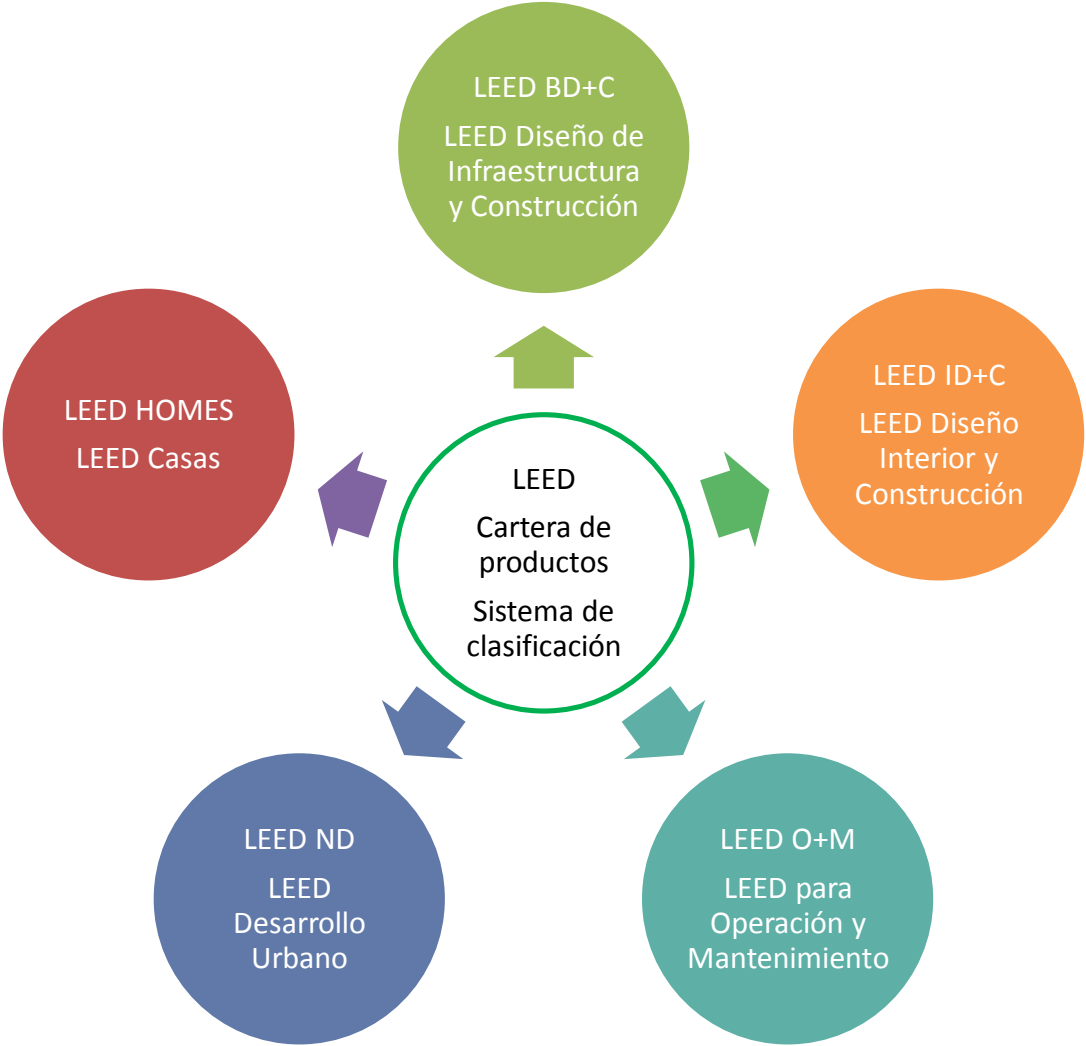 LEED BD+C
LEED Diseño de
Infraestructura
y Construcción
LEED HOMES
LEED Casas
LEED ID+C
LEED Diseño
Interior y
Construcción
LEED
Cartera de
productos
Sistema de
clasificación
LEED ND
LEED
Desarrollo
Urbano
LEED O+M
LEED para
Operación y
Mantenimiento